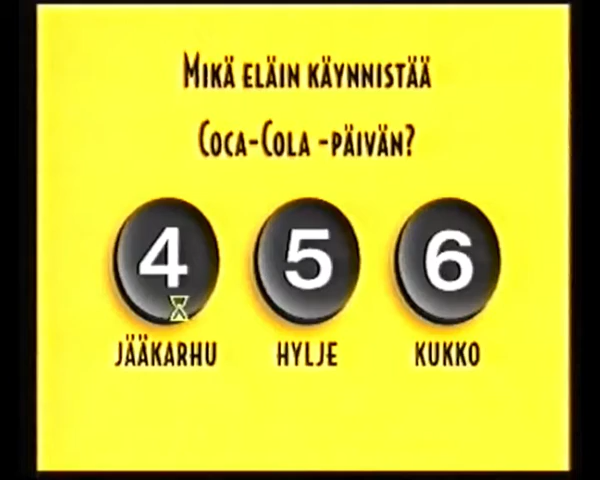 MIKÄ ELÄIN KÄYNNISTÄÄ
COCA-COLA -PÄIVÄN?
4 5 6
JÄÄKARHU HYLJE KUKKO